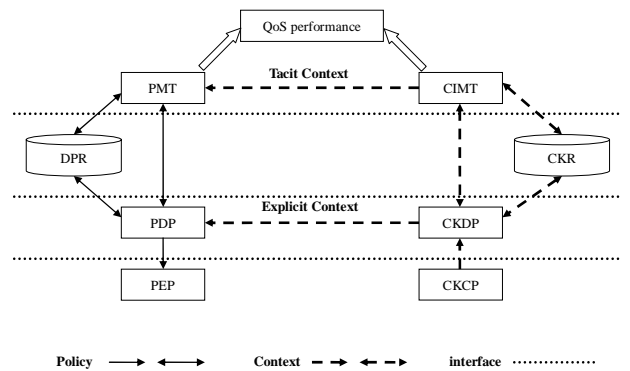 QoS performance
Tacit Context
PMT
CIMT
DPR
CKR
Explicit Context
PDP
CKDP
PEP
CKCP
Policy
Context
interface